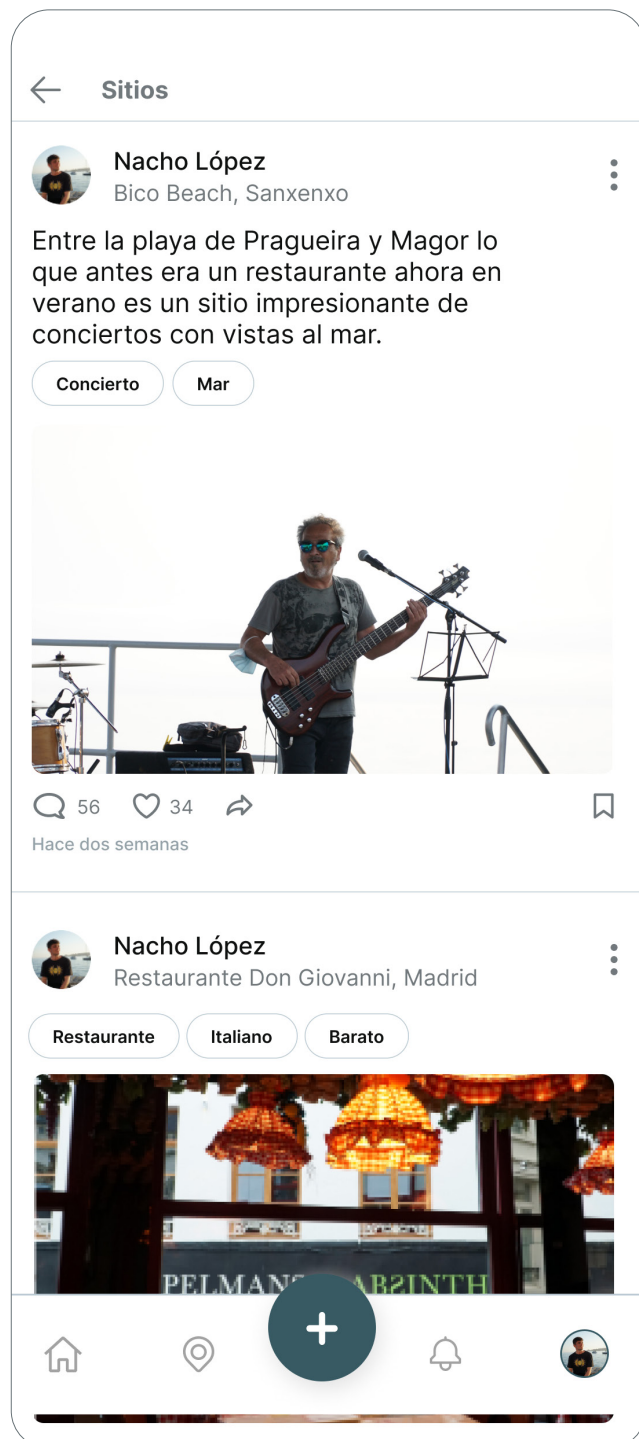 Sitios
Nacho López
Bico Beach, Sanxenxo
Entre la playa de Pragueira y Magor lo
que antes era un restaurante ahora en
verano es un sitio impresionante de
conciertos con vistas al mar.
Concierto Mar
56 34
Hace dos semanas
Nacho López
Restaurante Don Giovanni, Madrid
Restaurante Italiano Barato
PELMANS ABSINTH